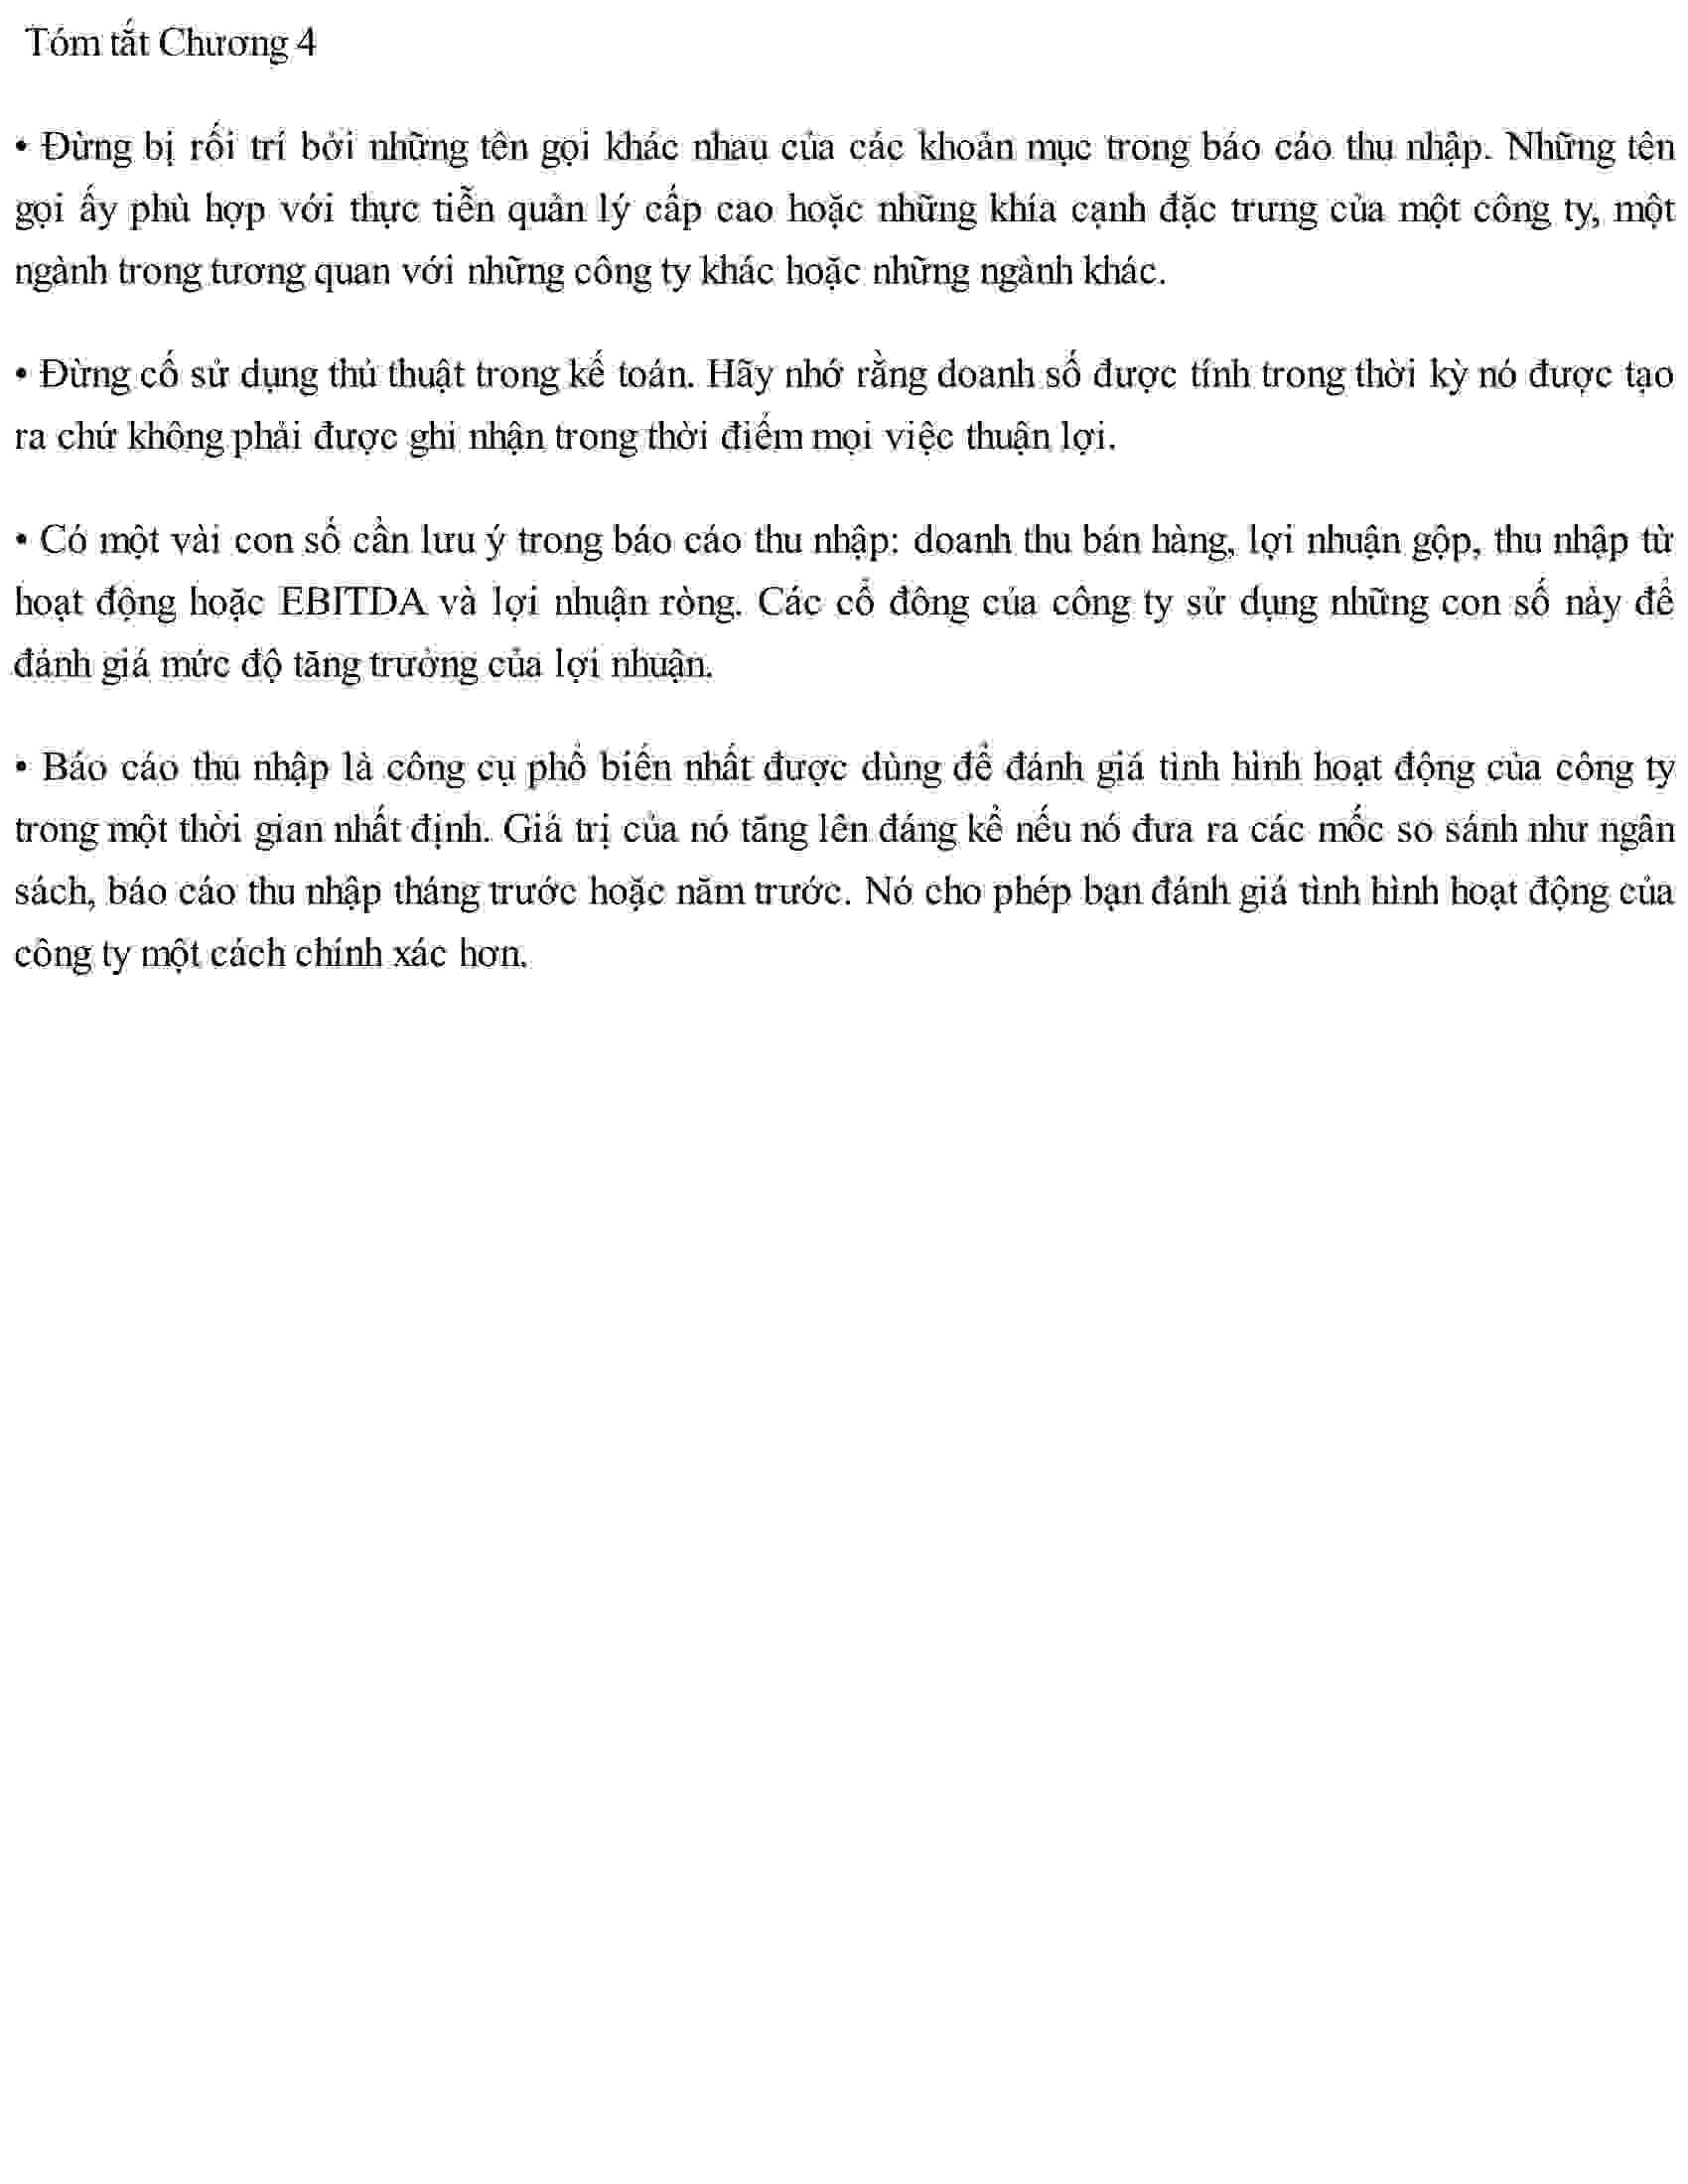 Tóm tắt Chương 4
• Đừng bị rối trí bởi những tên gọi khác nhau của các khoản mục trong báo cáo thu nhập. Những tên
gọi ấy phù hợp với thực tiễn quản lý cấp cao hoặc những khía cạnh đặc trưng của một công ty, một
ngành trong tương quan với những công ty khác hoặc những ngành khác.
• Đừng cố sử dụng thủ thuật trong kế toán. Hãy nhớ rằng doanh số được tính trong thời kỳ nó được tạo
ra chứ không phải được ghi nhận trong thời điểm mọi việc thuận lợi.
• Có một vài con số cần lưu ý trong báo cáo thu nhập: doanh thu bán hàng, lợi nhuận gộp, thu nhập từ
hoạt động hoặc EBITDA và lợi nhuận ròng. Các cổ đông của công ty sử dụng những con số này để
đánh giá mức độ tăng trưởng của lợi nhuận.
• Báo cáo thu nhập là công cụ phổ biến nhất được dùng để đánh giá tình hình hoạt động của công ty
trong một thời gian nhất định. Giá trị của nó tăng lên đáng kể nếu nó đưa ra các mốc so sánh như ngân
sách, báo cáo thu nhập tháng trước hoặc năm trước. Nó cho phép bạn đánh giá tình hình hoạt động của
công ty một cách chính xác hơn.